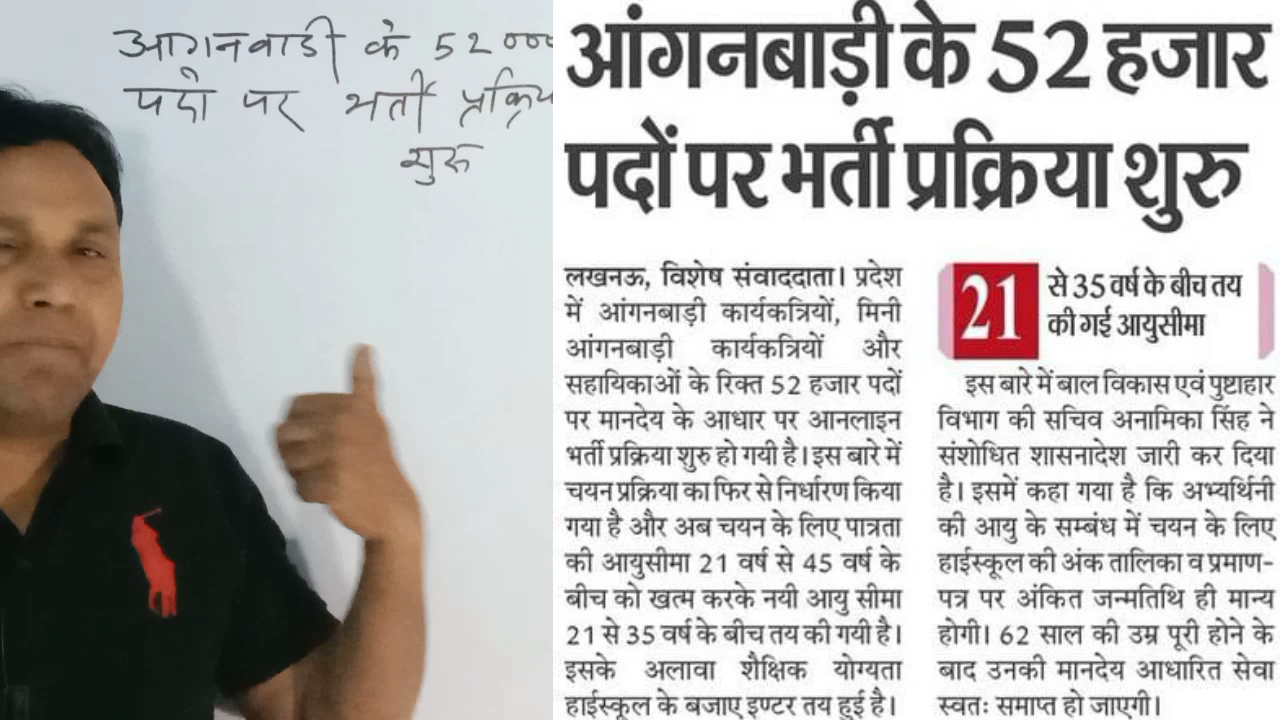 आगनवाडी के 52000
पदो पर भर्ती प्रक्रिय
शुरु
आंगनबाड़ी के 52 हजार
पदों पर भर्ती प्रक्रिया शुरु
लखनऊ, विशेष संवाददाता। प्रदेश
में आंगनबाड़ी कार्यकत्रियों, मिनी
आंगनबाड़ी कार्यकत्रियों और
सहायिकाओं के रिक्त 52 हजार पदों
पर मानदेय के आधार पर आनलाइन
भर्ती प्रक्रिया शुरु हो गयी है। इस बारे में
चयन प्रक्रिया का फिर से निर्धारण किया
गया है और अब चयन के लिए पात्रता
की आयुसीमा 21 वर्ष से 45 वर्ष के
बीच को खत्म करके नयी आयु सीमा
21 से 35 वर्ष के बीच तय की गयी है।
इसके अलावा शैक्षिक योग्यता
हाईस्कूल के बजाए इण्टर तय हुई है।
21 से 35 वर्ष के बीच तय
की गई आयुसीमा
इस बारे में बाल विकास एवं पुष्टाहार
विभाग की सचिव अनामिका सिंह ने
संशोधित शासनादेश जारी कर दिया
है। इसमें कहा गया है कि अभ्यर्थिनी
की आयु के सम्बंध में चयन के लिए
हाईस्कूल की अंक तालिका व प्रमाण-
पत्र पर अंकित जन्मतिथि ही मान्य
होगी। 62 साल की उम्र पूरी होने के
बाद उनकी मानदेय आधारित सेवा
स्वतः समाप्त हो जाएगी।